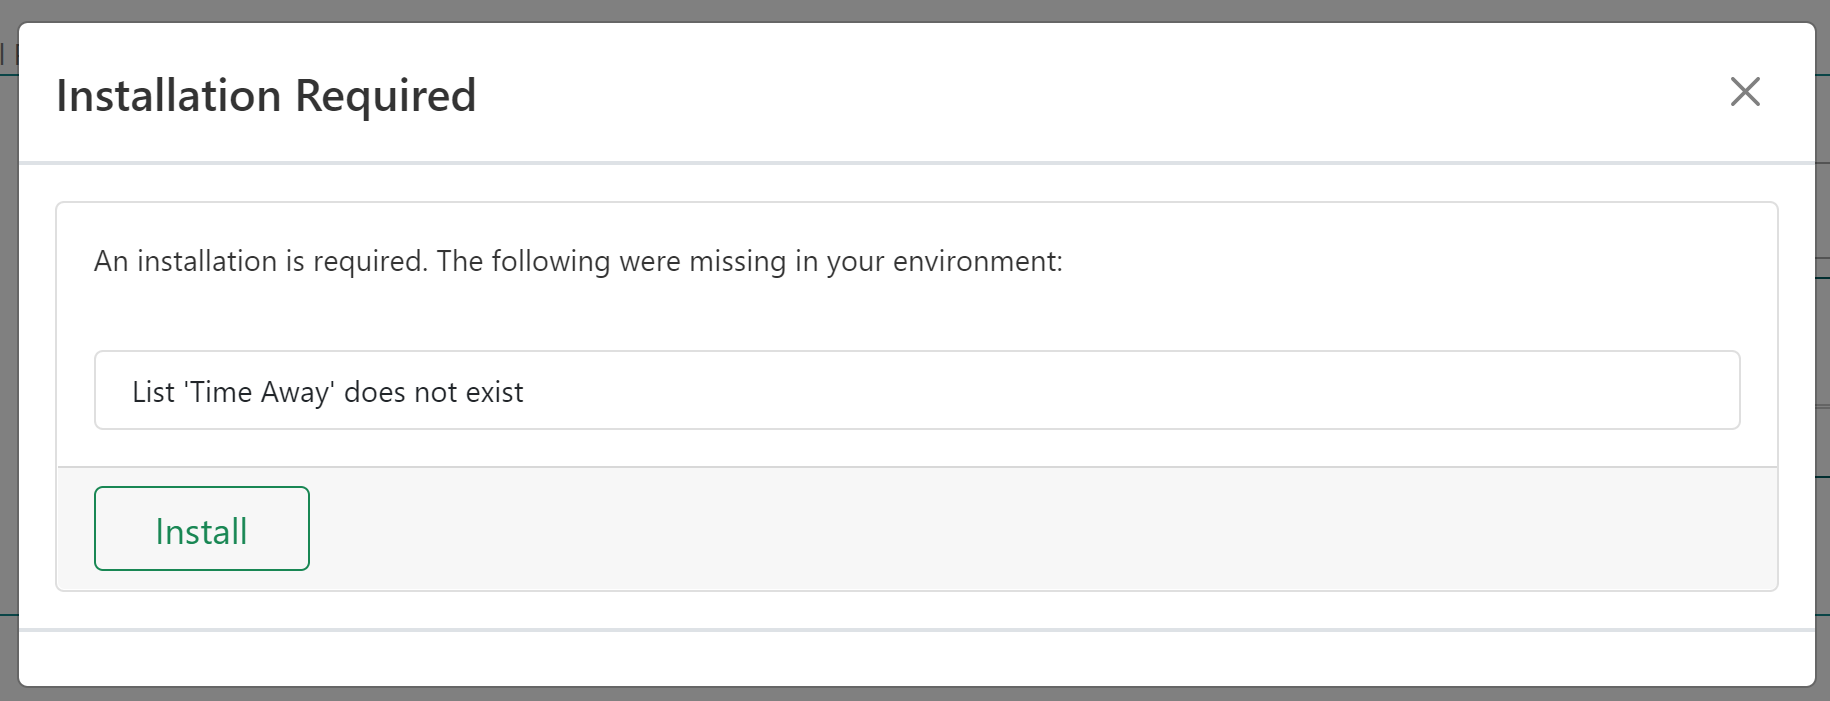 Installation Required
An installation is required. The following were missing in your environment:
List 'Time Away' does not exist
Install